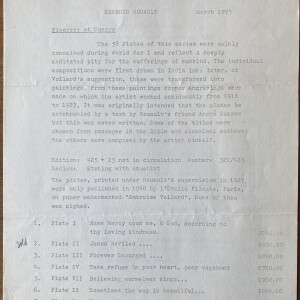 GEORGES ROUAULT March 1977
Miserere et Guerre
The 58 Plates of this series were mainly
conceived during World War I and reflect a deeply
meditated pity for the sufferings of mankind. The individual
compositions were first drawn in India ink; later, at
Vollard's suggestion, these were transformed into
paintings. From these paintings copper engravings were
made on which the artist worked assiduously from 1916
to 1927. It was originally intended that the plates be
accompanied by a text by Rouault's friend André Suarès
but this was never written. Some of the titles were
chosen from passages in the Bible and classical authors;
the others were composed by the artist himself.
Edition: 425 + 25 not in circulation Number: 321/425
Medium: Etching with aquatint
The plates, printed under Rouault's supervision in 1927
were only published in 1948 by L'Etoile Filante, Paris,
on paper watermarked "Ambroise Vollard". None of them
was signed.
1. Plate I Have Mercy upon me, O God, according to
thy loving kindness.
Sold 2. Plate II Jesus Reviled ....
3. Plate III Forever Scourged ....
4. Plate IV Take refuge in your heart, poor vagabond
5. Plate VII Believing ourselves kings...
6. Plate II Sometimes the way is beautiful...